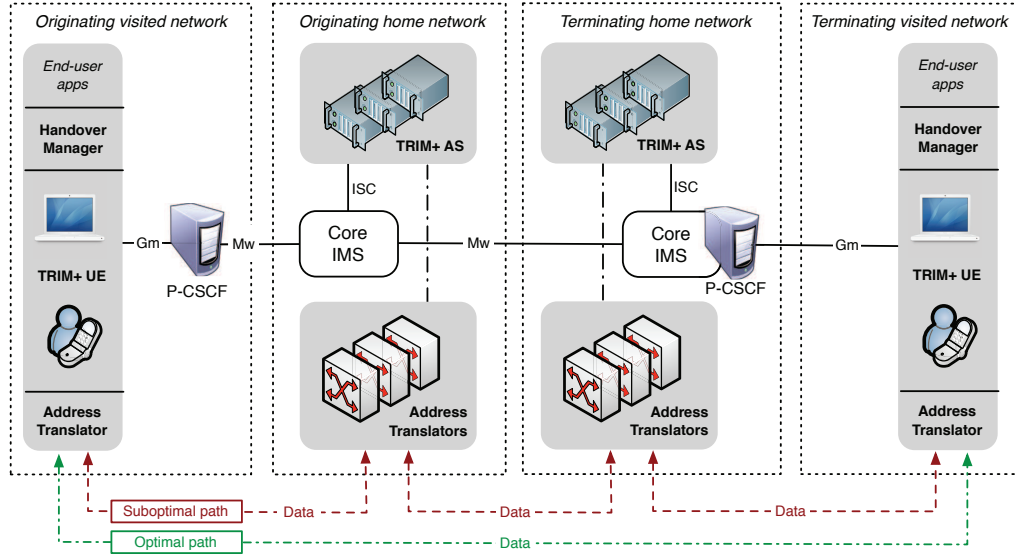 Originating visited network
Originating home network
Terminating home network
Terminating visited network
End-user
apps
Handover
Manager
TRIM+ UE
Address
Translator
Gm
P-CSCF
Mw
TRIM+ AS
ISC
Core
IMS
Address
Translators
Mw
TRIM+ AS
ISC
Core
IMS
P-CSCF
Address
Translators
Gm
End-user
apps
Handover
Manager
TRIM+ UE
Address
Translator
Suboptimal path
Data
Data
Data
Optimal path
Data